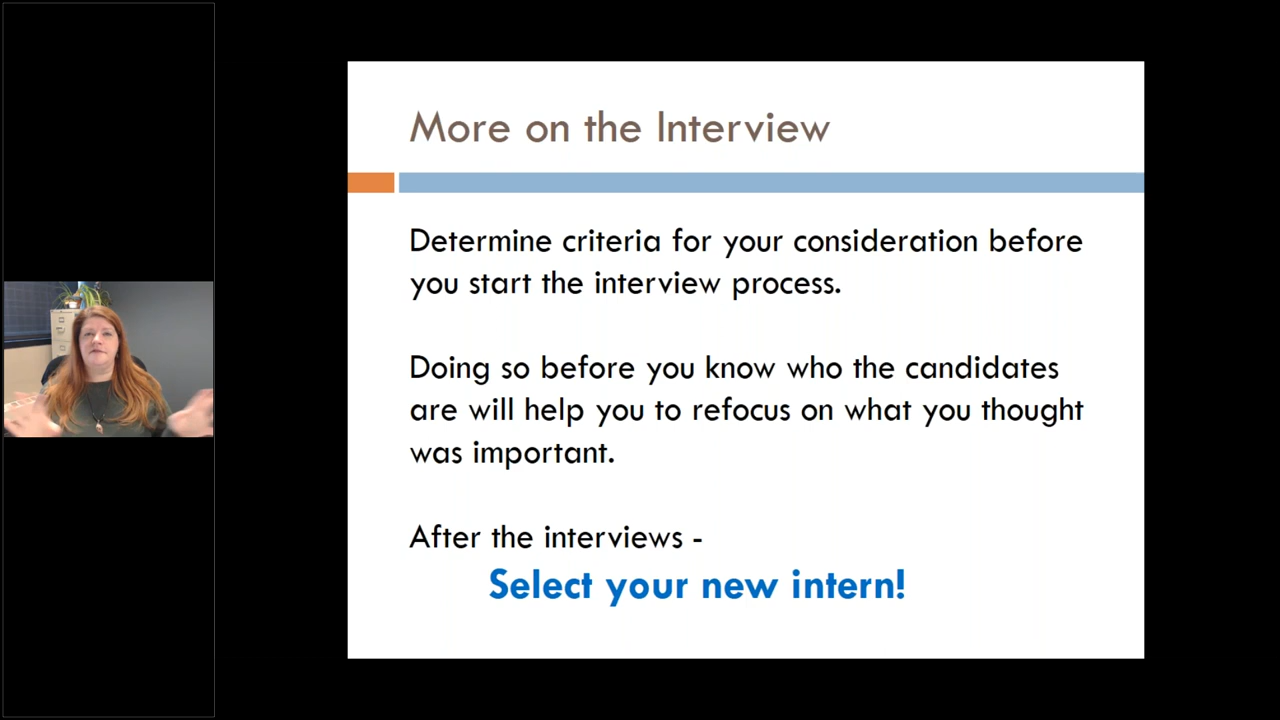 More on the Interview
Determine criteria for your consideration before
you start the interview process.
Doing so before you know who the candidates
are will help you to refocus on what you thought
was important.
After the interviews -
Select your new intern!